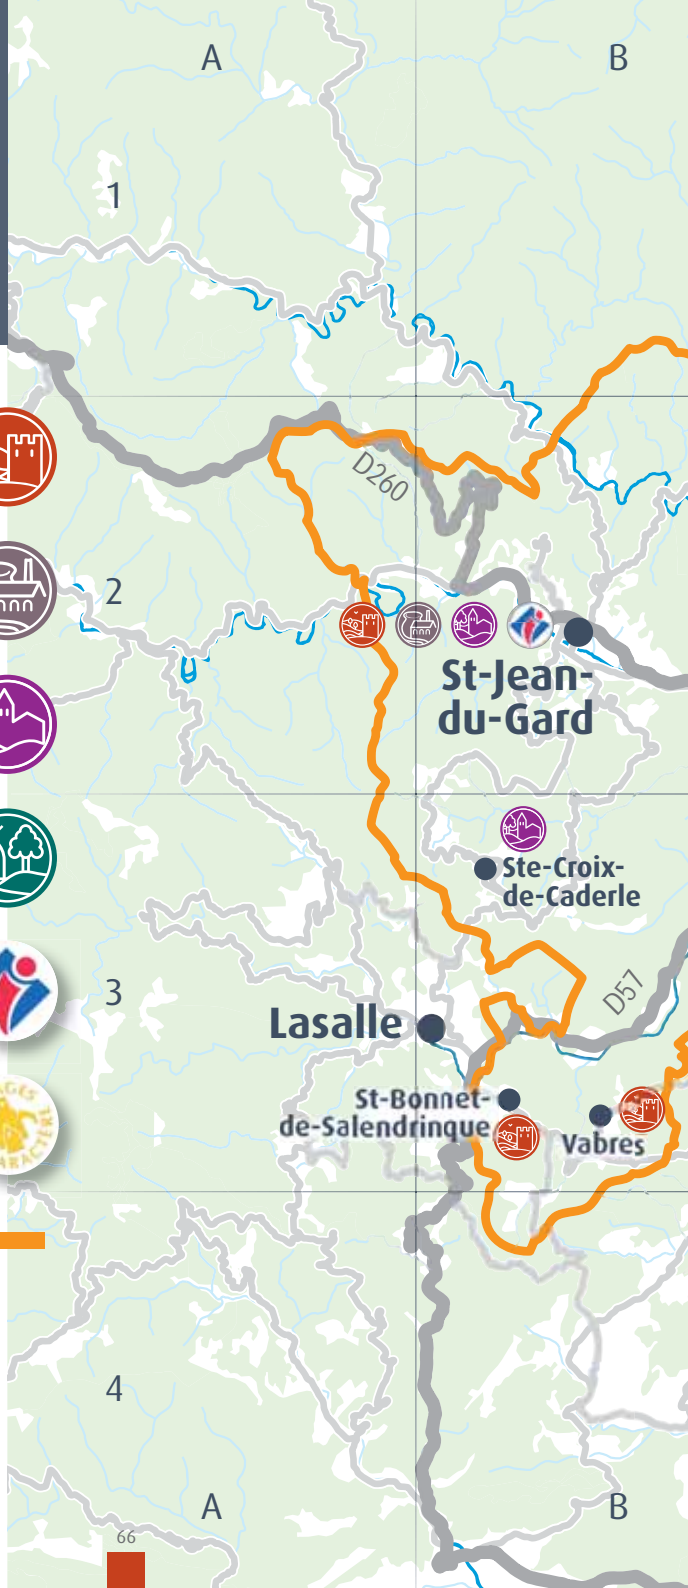 A
B
1
D260
2
St-Jean-
du-Gard
Ste-Croix-
de-Caderle
3
D57
Lasalle
St-Bonnet-
de-Salendrinque
Vabres
4
A
B
66